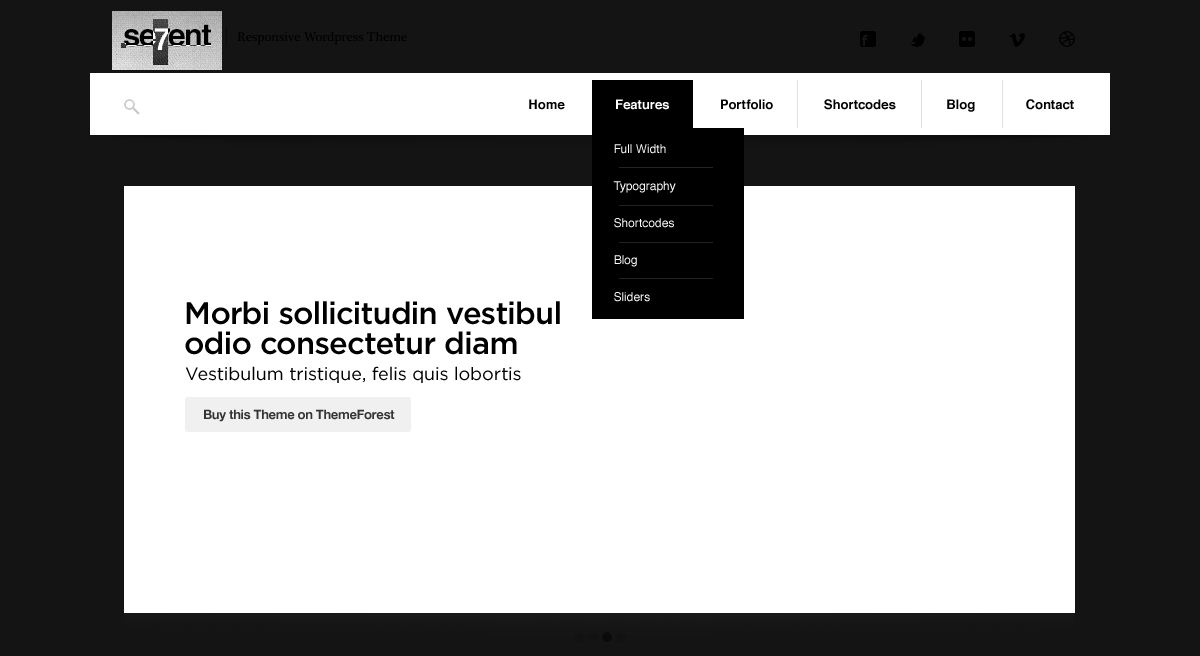 se7ent
Responsive Wordpress Theme
Home
Features
Portfolio
Shortcodes
Blog
Contact
Full Width
Typography
Shortcodes
Blog
Sliders
Morbi sollicitudin vestibul
odio consectetur diam
Vestibulum tristique, felis quis lobortis
Buy this Theme on ThemeForest